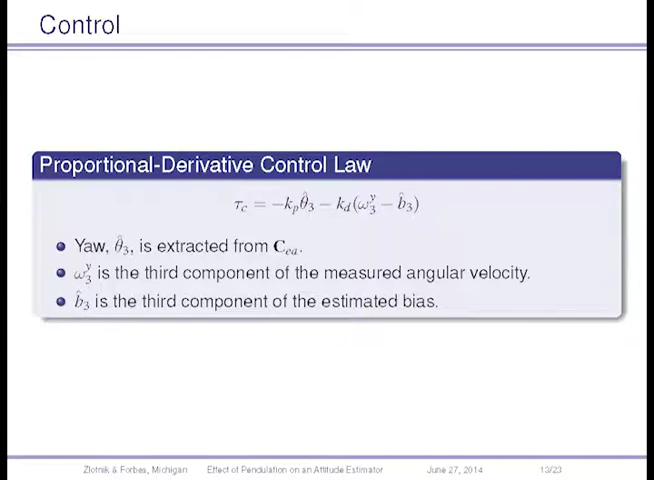 Control
Proportional-Derivative Control Law
τ_c = −k_p θ̂_3 − k_d(ω_3^y − b̂_3)
Yaw, θ̂_3, is extracted from C_ea.
ω_3^y is the third component of the measured angular velocity.
b̂_3 is the third component of the estimated bias.
Zlotnik & Forbes, Michigan Effect of Pendulation on an Attitude Estimator June 27, 2014 13/23